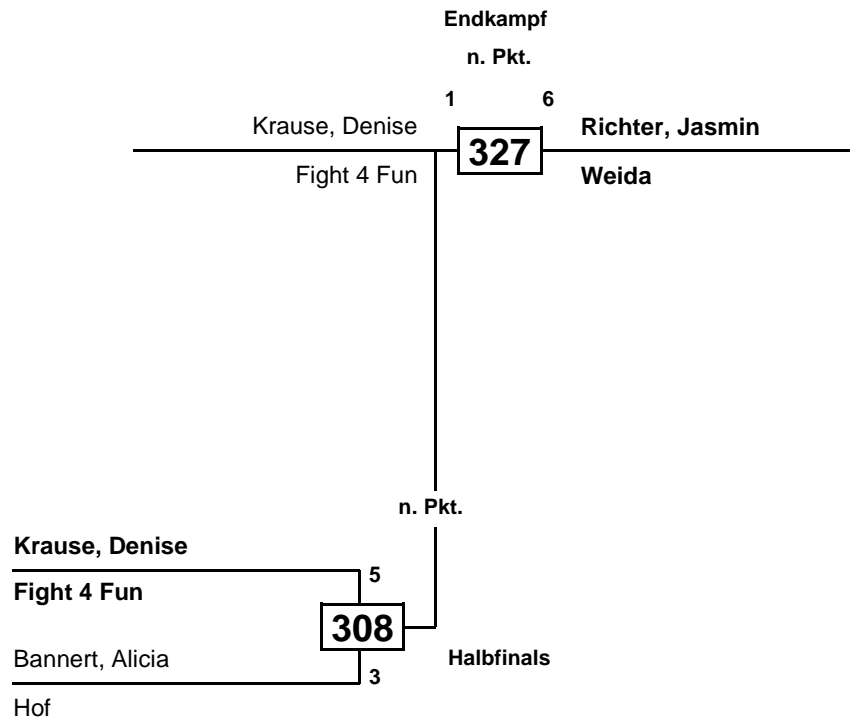 Endkampf
n. Pkt.
1 6
Krause, Denise 327 Richter, Jasmin
Fight 4 Fun Weida
n. Pkt.
Krause, Denise
5
Fight 4 Fun
308
Bannert, Alicia Halbfinals
3
Hof